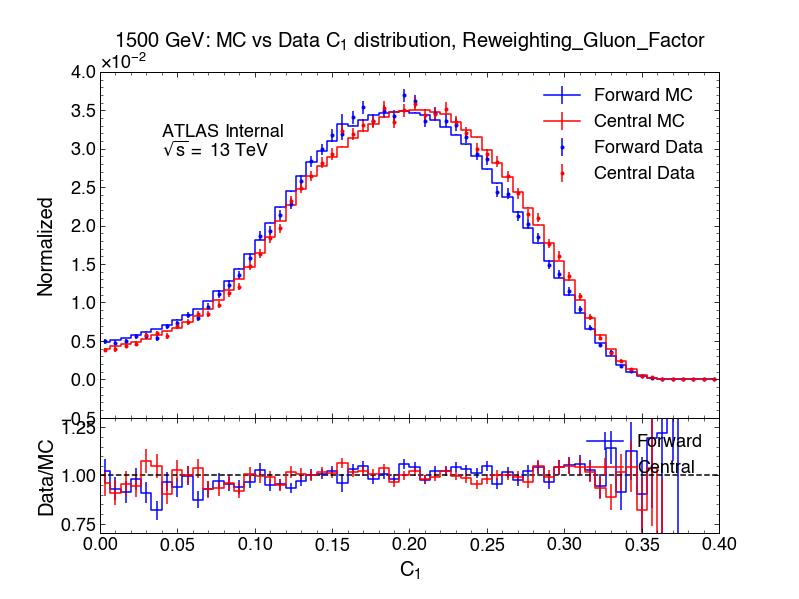 1500 GeV: MC vs Data C₁ distribution, Reweighting_Gluon_Factor
×10⁻²
4.0
3.5
3.0
2.5
2.0
1.5
1.0
0.5
0.0
-0.5
Normalized
ATLAS Internal
√s = 13 TeV
Forward MC
Central MC
Forward Data
Central Data
1.25
1.00
0.75
Data/MC
Forward
Central
0.00 0.05 0.10 0.15 0.20 0.25 0.30 0.35 0.40
C₁